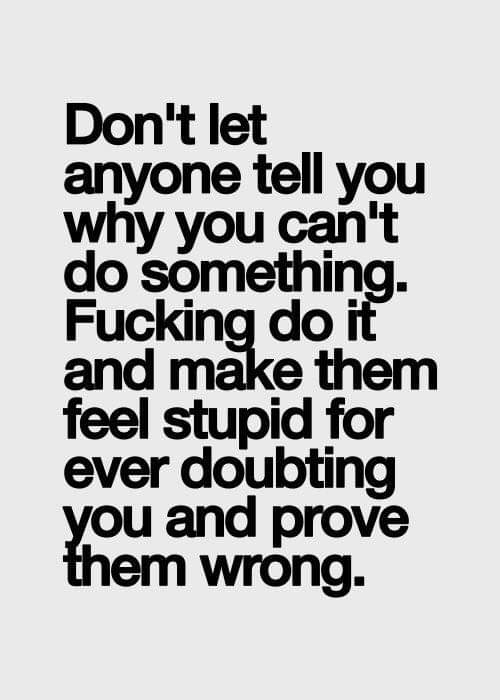 Don't let
anyone tell you
why you can't
do something.
Fucking do it
and make them
feel stupid for
ever doubting
you and prove
them wrong.